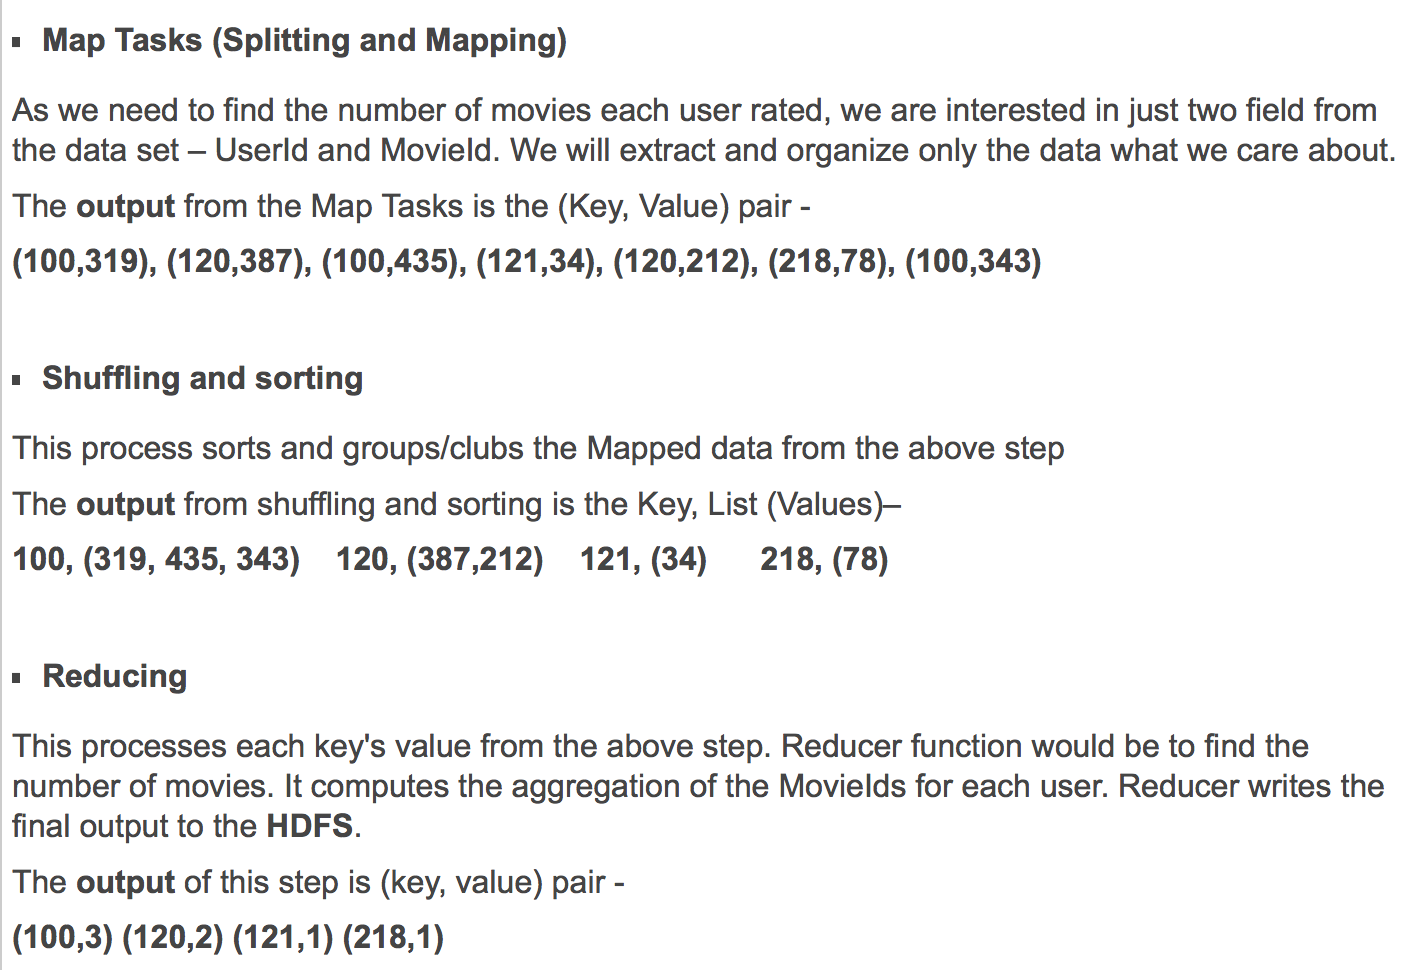 ▪ Map Tasks (Splitting and Mapping)
As we need to find the number of movies each user rated, we are interested in just two field from
the data set – UserId and MovieId. We will extract and organize only the data what we care about.
The output from the Map Tasks is the (Key, Value) pair -
(100,319), (120,387), (100,435), (121,34), (120,212), (218,78), (100,343)
▪ Shuffling and sorting
This process sorts and groups/clubs the Mapped data from the above step
The output from shuffling and sorting is the Key, List (Values)–
100, (319, 435, 343) 120, (387,212) 121, (34) 218, (78)
▪ Reducing
This processes each key's value from the above step. Reducer function would be to find the
number of movies. It computes the aggregation of the MovieIds for each user. Reducer writes the
final output to the HDFS.
The output of this step is (key, value) pair -
(100,3) (120,2) (121,1) (218,1)